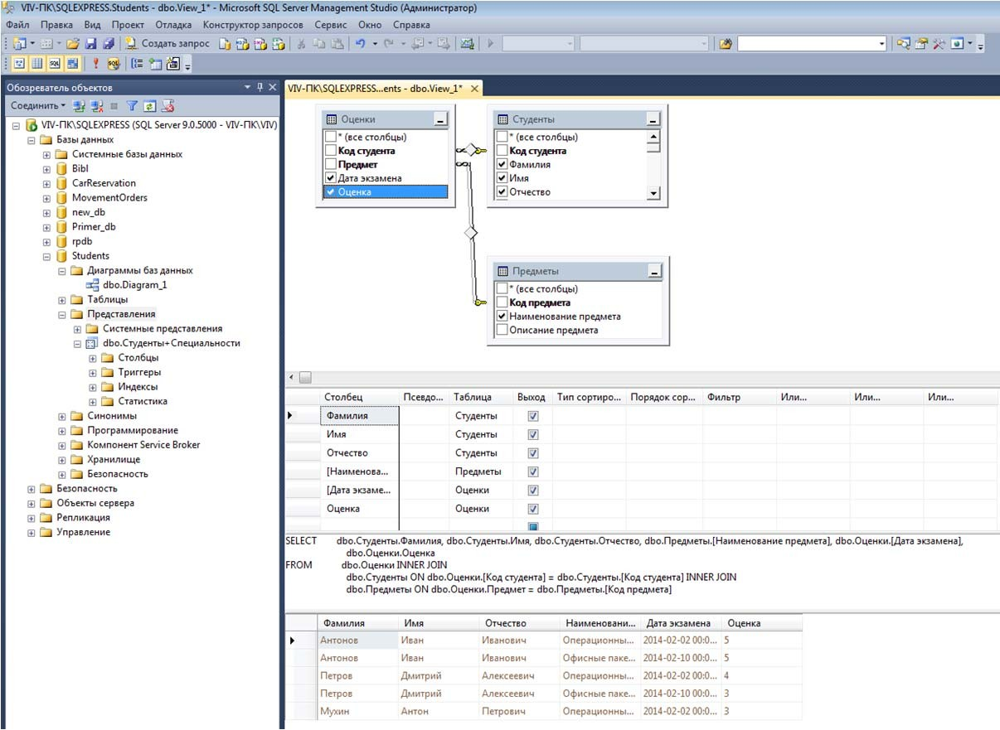 VIV-ПК\SQLEXPRESS.Students - dbo.View_1* - Microsoft SQL Server Management Studio (Администратор)
Файл Правка Вид Проект Отладка Конструктор запросов Сервис Окно Справка
Создать запрос
Обозреватель объектов
Соединить
VIV-ПК\SQLEXPRESS (SQL Server 9.0.5000 - VIV-ПК\VIV)
Базы данных
Системные базы данных
Bibl
CarReservation
MovementOrders
new_db
Primer_db
rpdb
Students
Диаграммы баз данных
dbo.Diagram_1
Таблицы
Представления
Системные представления
dbo.Студенты+Специальности
Столбцы
Триггеры
Индексы
Статистика
Синонимы
Программирование
Компонент Service Broker
Хранилище
Безопасность
Безопасность
Объекты сервера
Репликация
Управление
VIV-ПК\SQLEXPRESS...ents - dbo.View_1*
Оценки
* (все столбцы)
Код студента
Предмет
Дата экзамена
Оценка
Студенты
* (все столбцы)
Код студента
Фамилия
Имя
Отчество
Предметы
* (все столбцы)
Код предмета
Наименование предмета
Описание предмета
Столбец Псевдо... Таблица Выход Тип сортиро... Порядок сор... Фильтр Или... Или... Или...
Фамилия Студенты
Имя Студенты
Отчество Студенты
[Наименова... Предметы
[Дата экзаме... Оценки
Оценка Оценки
SELECT dbo.Студенты.Фамилия, dbo.Студенты.Имя, dbo.Студенты.Отчество, dbo.Предметы.[Наименование предмета], dbo.Оценки.[Дата экзамена],
dbo.Оценки.Оценка
FROM dbo.Оценки INNER JOIN
dbo.Студенты ON dbo.Оценки.[Код студента] = dbo.Студенты.[Код студента] INNER JOIN
dbo.Предметы ON dbo.Оценки.Предмет = dbo.Предметы.[Код предмета]
Фамилия Имя Отчество Наименовани... Дата экзамена Оценка
Антонов Иван Иванович Операционны... 2014-02-02 00:0... 5
Антонов Иван Иванович Офисные паке... 2014-02-10 00:0... 5
Петров Дмитрий Алексеевич Операционны... 2014-02-02 00:0... 4
Петров Дмитрий Алексеевич Офисные паке... 2014-02-10 00:0... 3
Мухин Антон Петрович Операционны... 2014-02-02 00:0... 3